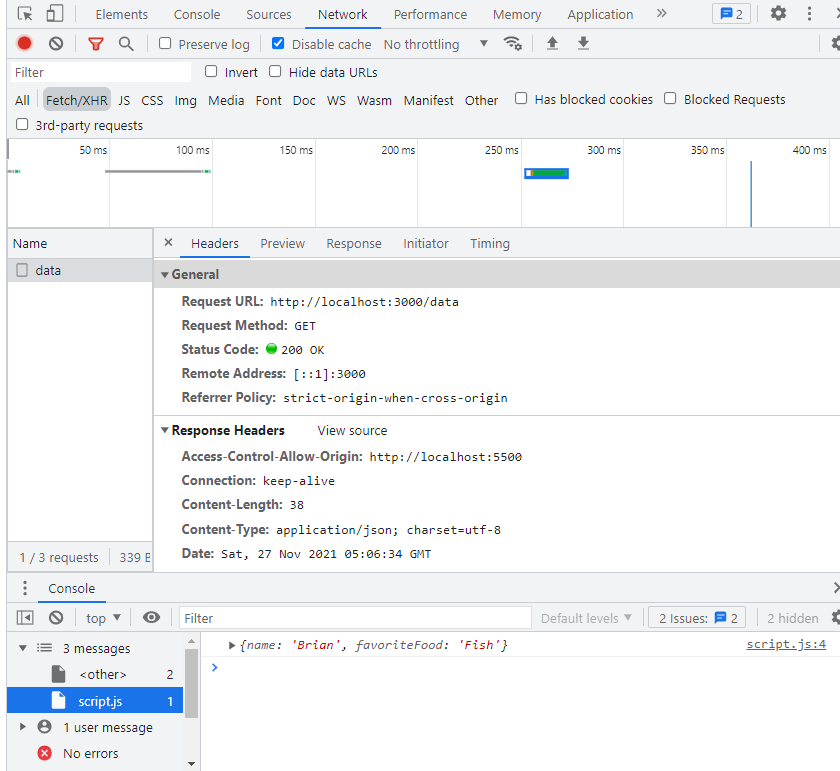 Elements Console Sources Network Performance Memory Application » 2
Preserve log Disable cache No throttling
Filter Invert Hide data URLs
All Fetch/XHR JS CSS Img Media Font Doc WS Wasm Manifest Other Has blocked cookies Blocked Requests
3rd-party requests
50 ms 100 ms 150 ms 200 ms 250 ms 300 ms 350 ms 400 ms
Name
data
1 / 3 requests 339 B
× Headers Preview Response Initiator Timing
General
Request URL: http://localhost:3000/data
Request Method: GET
Status Code: 200 OK
Remote Address: [::1]:3000
Referrer Policy: strict-origin-when-cross-origin
Response Headers View source
Access-Control-Allow-Origin: http://localhost:5500
Connection: keep-alive
Content-Length: 38
Content-Type: application/json; charset=utf-8
Date: Sat, 27 Nov 2021 05:06:34 GMT
Console
top Filter Default levels 2 Issues: 2 2 hidden
3 messages
<other> 2
script.js 1
1 user message
No errors
{name: 'Brian', favoriteFood: 'Fish'} script.js:4